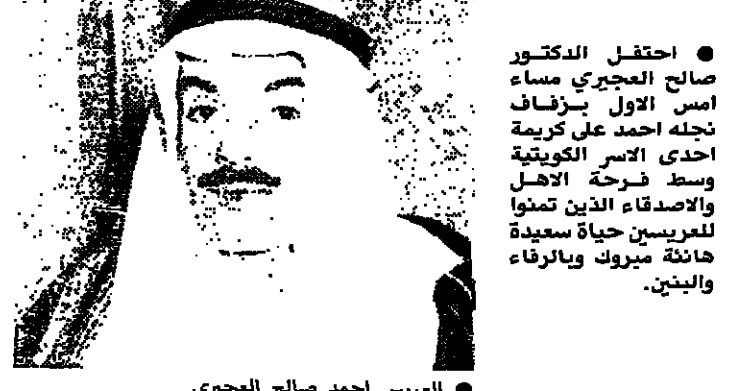 ● احتفل الدكتور
صالح العجيري مساء
امس الاول بزفاف
نجله احمد على كريمة
احدى الاسر الكويتية
وسط فرحة الاهل
والاصدقاء الذين تمنوا
للعريسين حياة سعيدة
هانئة مبروك وبالرفاء
والبنين.
● العريس احمد صالح العجيري